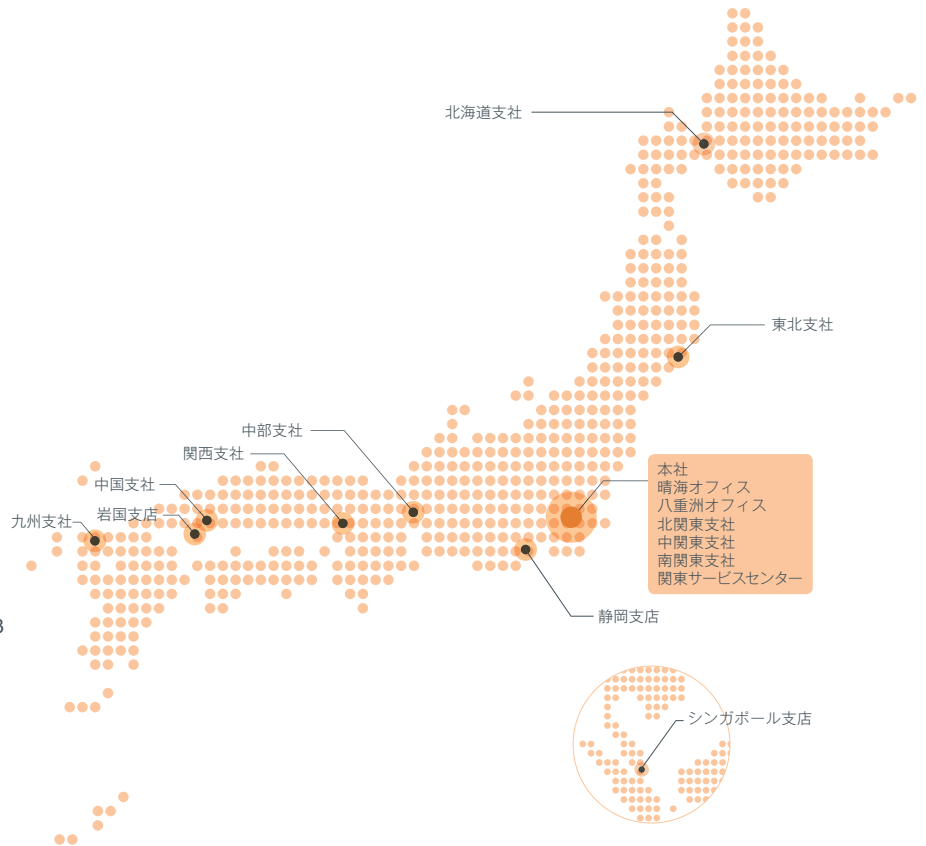 北海道支社
東北支社
中部支社
関西支社
中国支社
岩国支店
九州支社
本社
晴海オフィス
八重洲オフィス
北関東支社
中関東支社
南関東支社
関東サービスセンター
静岡支店
シンガポール支店